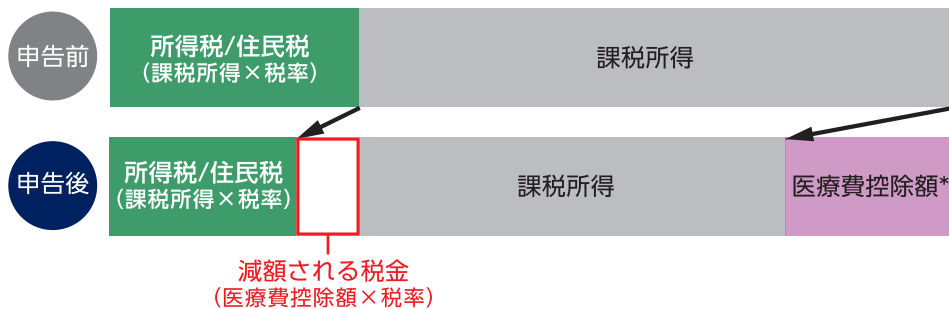 申告前
所得税/住民税
（課税所得×税率）
課税所得
申告後
所得税/住民税
（課税所得×税率）
課税所得
医療費控除額*
減額される税金
（医療費控除額×税率）